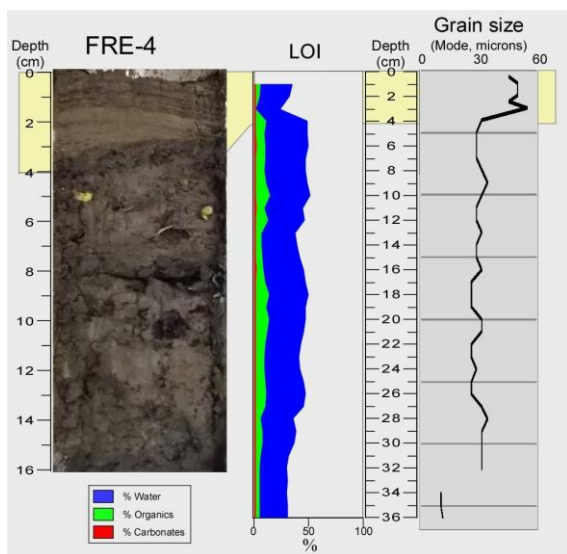 FRE-4
LOI
Grain size
(Mode, microns)
Depth
(cm)
Depth
(cm)
0 30 60
0
2
4
6
8
10
12
14
16
0
2
4
6
8
10
12
14
16
18
20
22
24
26
28
30
32
34
36
% Water
% Organics
% Carbonates
0 50 100
%